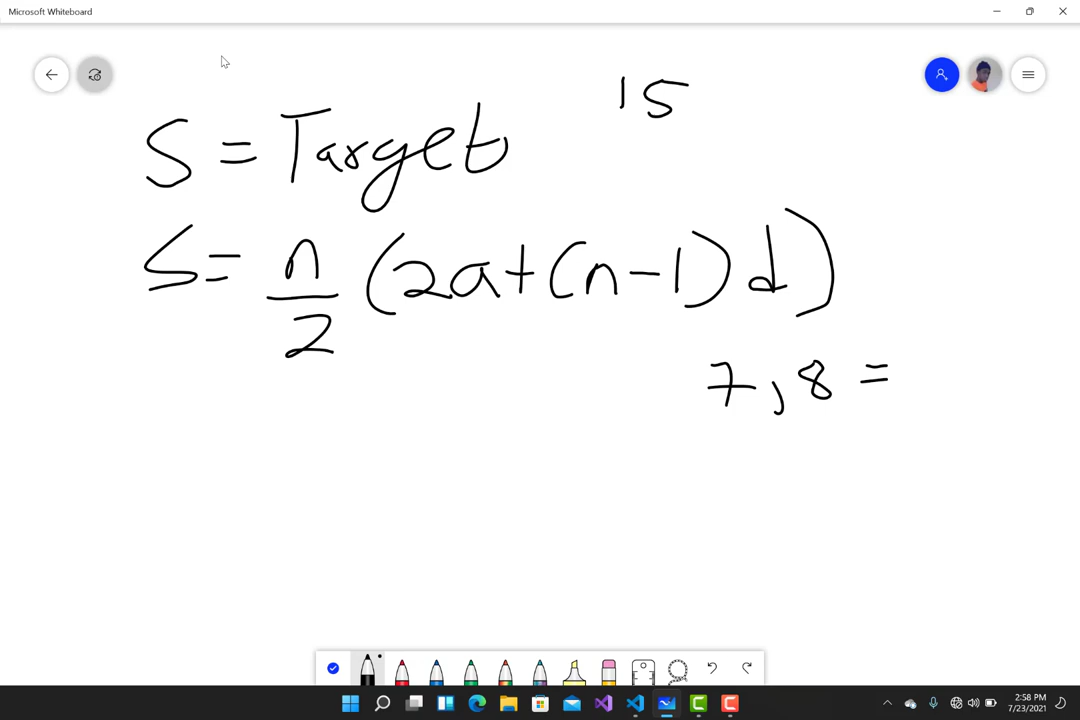 Microsoft Whiteboard
15
S = Target
S = n/2 (2a+(n-1)d)
7,8 =
2:58 PM
7/23/2021